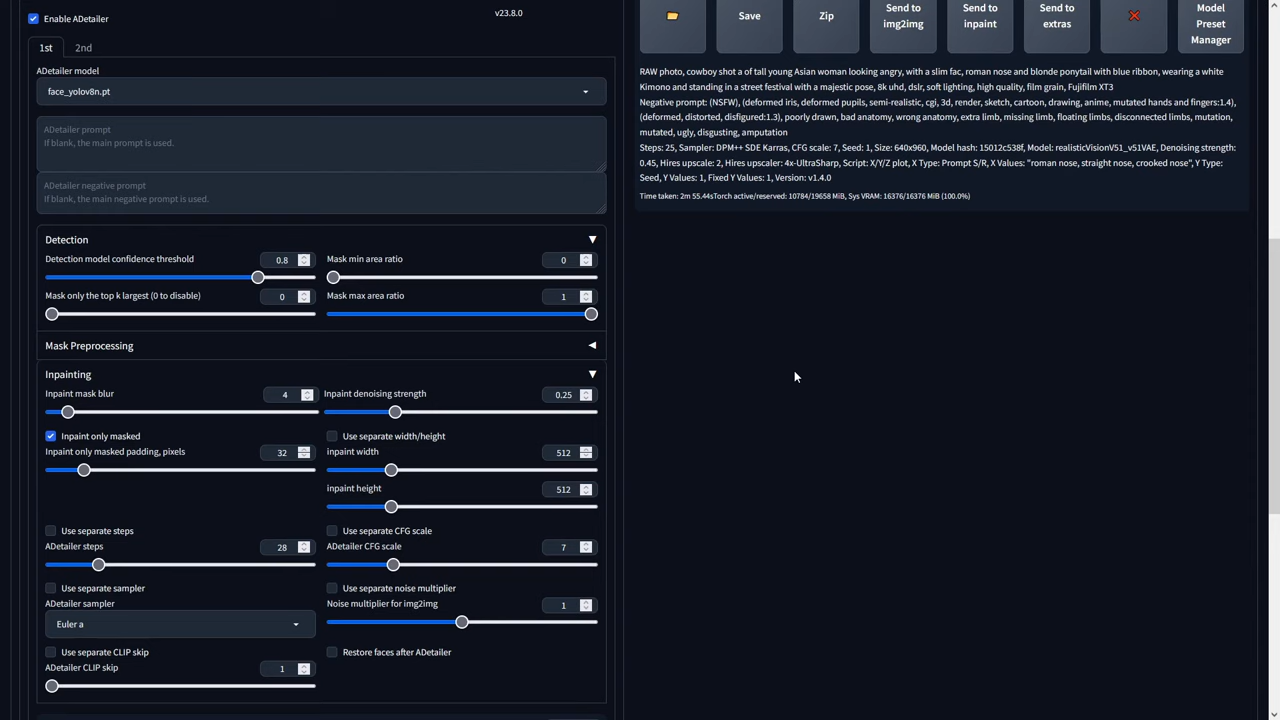 Enable ADetailer
v23.8.0
1st
2nd
ADetailer model
face_yolov8n.pt
ADetailer prompt
If blank, the main prompt is used.
ADetailer negative prompt
If blank, the main negative prompt is used.
Detection
Detection model confidence threshold
0.8
Mask min area ratio
0
Mask only the top k largest (0 to disable)
0
Mask max area ratio
1
Mask Preprocessing
Inpainting
Inpaint mask blur
4
Inpaint denoising strength
0.25
Inpaint only masked
Use separate width/height
Inpaint only masked padding, pixels
32
inpaint width
512
inpaint height
512
Use separate steps
Use separate CFG scale
ADetailer steps
28
ADetailer CFG scale
7
Use separate sampler
Use separate noise multiplier
ADetailer sampler
Noise multiplier for img2img
1
Euler a
Use separate CLIP skip
Restore faces after ADetailer
ADetailer CLIP skip
1
Save
Zip
Send to
img2img
Send to
inpaint
Send to
extras
Model
Preset
Manager
RAW photo, cowboy shot a of tall young Asian woman looking angry, with a slim fac, roman nose and blonde ponytail with blue ribbon, wearing a white
Kimono and standing in a street festival with a majestic pose, 8k uhd, dslr, soft lighting, high quality, film grain, Fujifilm XT3
Negative prompt: (NSFW), (deformed iris, deformed pupils, semi-realistic, cgi, 3d, render, sketch, cartoon, drawing, anime, mutated hands and fingers:1.4),
(deformed, distorted, disfigured:1.3), poorly drawn, bad anatomy, wrong anatomy, extra limb, missing limb, floating limbs, disconnected limbs, mutation,
mutated, ugly, disgusting, amputation
Steps: 25, Sampler: DPM++ SDE Karras, CFG scale: 7, Seed: 1, Size: 640x960, Model hash: 15012c538f, Model: realisticVisionV51_v51VAE, Denoising strength:
0.45, Hires upscale: 2, Hires upscaler: 4x-UltraSharp, Script: X/Y/Z plot, X Type: Prompt S/R, X Values: "roman nose, straight nose, crooked nose", Y Type:
Seed, Y Values: 1, Fixed Y Values: 1, Version: v1.4.0
Time taken: 2m 55.44sTorch active/reserved: 10784/19658 MiB, Sys VRAM: 16376/16376 MiB (100.0%)